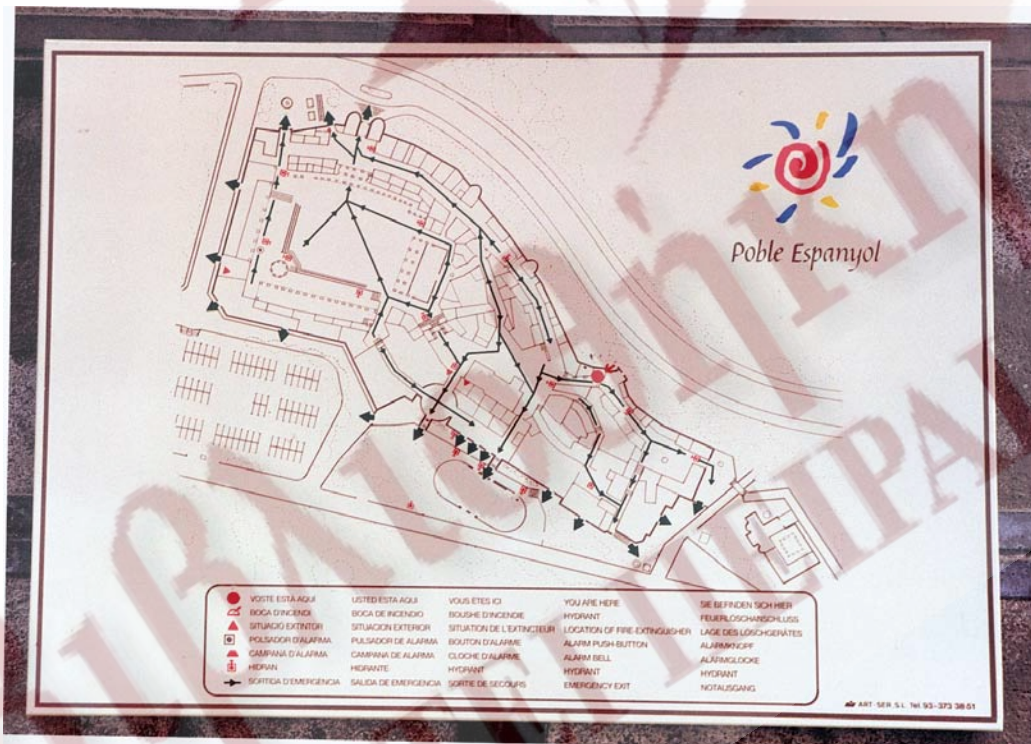 Poble Espanyol
VOSTE ESTA AQUI USTED ESTA AQUI VOUS ÊTES ICI YOU ARE HERE SIE BEFINDEN SICH HIER
BOCA D'INCENDI BOCA DE INCENDIO BOUSHE D'INCENDIE HYDRANT FEUERLÖSCHANSCHLUSS
SITUACIÓ EXTINTOR SITUACION EXTERIOR SITUATION DE L'EXTINCTEUR LOCATION OF FIRE-EXTINGUISHER LAGE DES LÖSCHGERÄTES
POLSADOR D'ALARMA PULSADOR DE ALARMA BOUTON D'ALARME ALARM PUSH-BUTTON ALARMKNOPF
CAMPANA D'ALARMA CAMPANA DE ALARMA CLOCHE D'ALARME ALARM BELL ALARMGLOCKE
HIDRAN HIDRANTE HYDRANT HYDRANT HYDRANT
SORTIDA D'EMERGÈNCIA SALIDA DE EMERGENCIA SORTIE DE SECOURS EMERGENCY EXIT NOTAUSGANG
ART-SER, S.L. Tel. 93-373 38 51